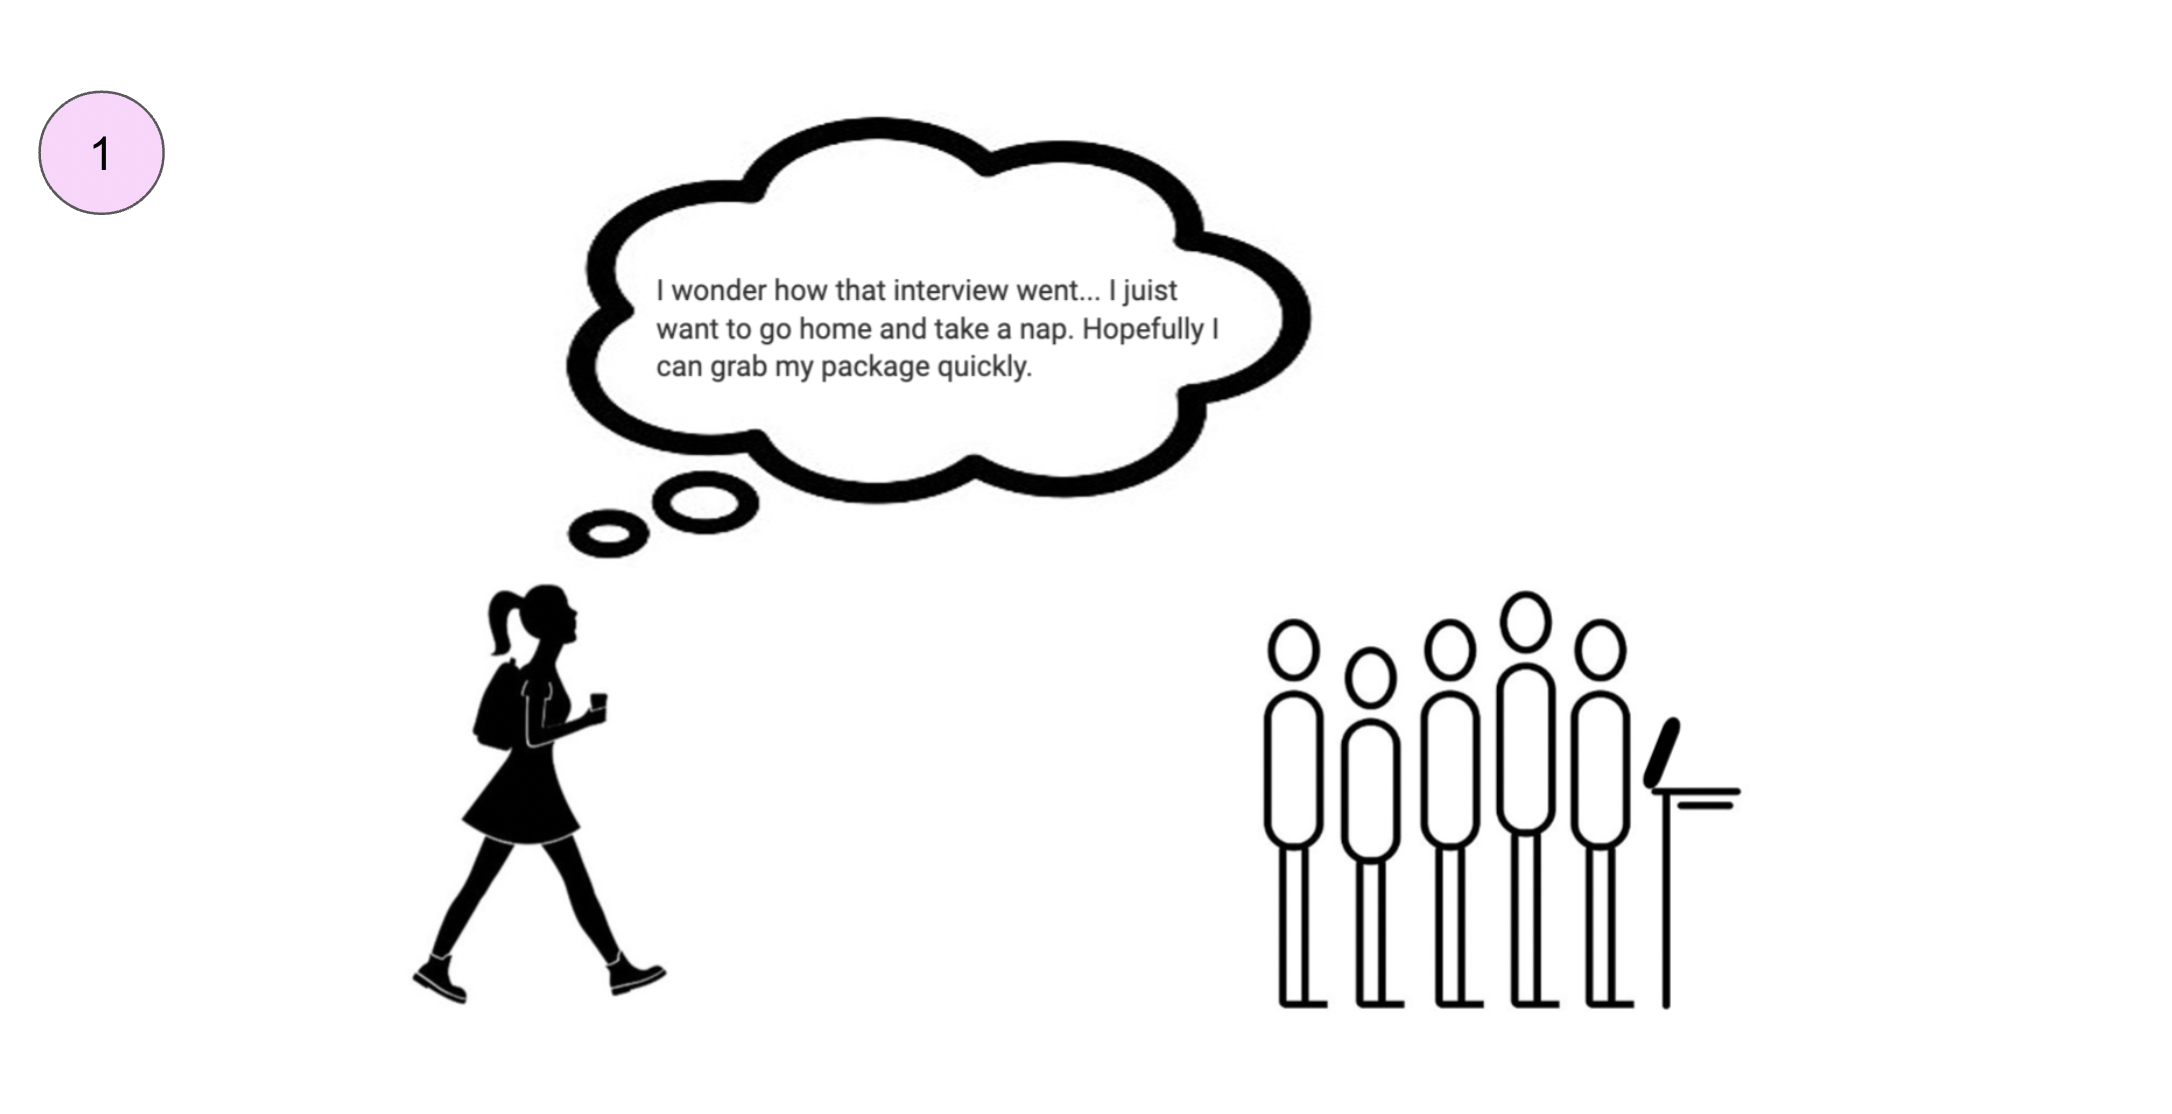 1
I wonder how that interview went... I juist
want to go home and take a nap. Hopefully I
can grab my package quickly.